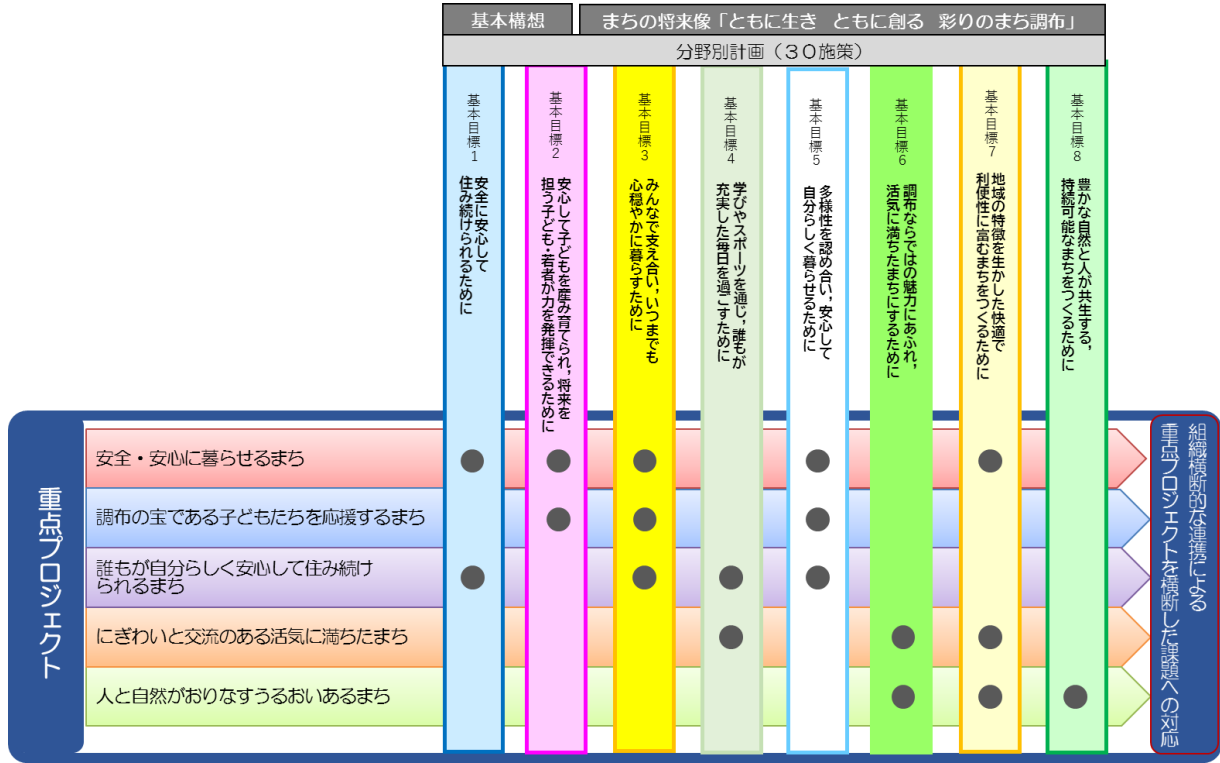 基本構想
まちの将来像「ともに生き　ともに創る　彩りのまち調布」
分野別計画（３０施策）
基本目標１
安全に安心して
住み続けられるために
基本目標２
安心して子どもを産み育てられ，将来を
担う子ども・若者が力を発揮できるために
基本目標３
みんなで支え合い，いつまでも
心穏やかに暮らすために
基本目標４
学びやスポーツを通じ，誰もが
充実した毎日を過ごすために
基本目標５
多様性を認め合い，安心して
自分らしく暮らせるために
基本目標６
調布ならではの魅力にあふれ，
活気に満ちたまちにするために
基本目標７
地域の特徴を生かした快適で
利便性に富むまちをつくるために
基本目標８
豊かな自然と人が共生する，
持続可能なまちをつくるために
重点プロジェクト
安全・安心に暮らせるまち
調布の宝である子どもたちを応援するまち
誰もが自分らしく安心して住み続け
られるまち
にぎわいと交流のある活気に満ちたまち
人と自然がおりなすうるおいあるまち
組織横断的な連携による
重点プロジェクトを横断した課題への対応